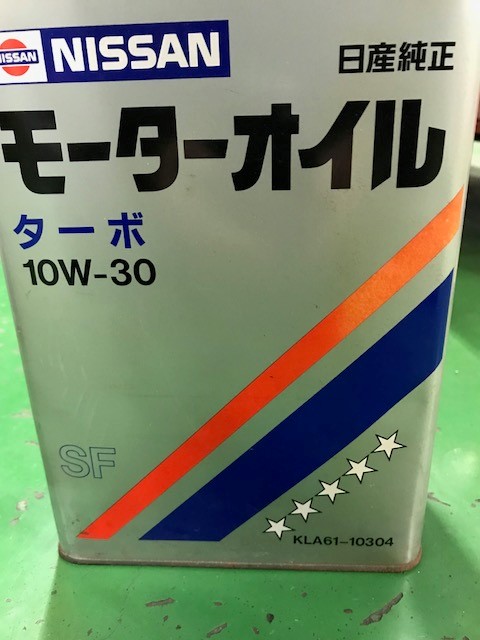 NISSAN NISSAN 日産純正
モーターオイル
ターボ
10W-30
SF
KLA61-10304